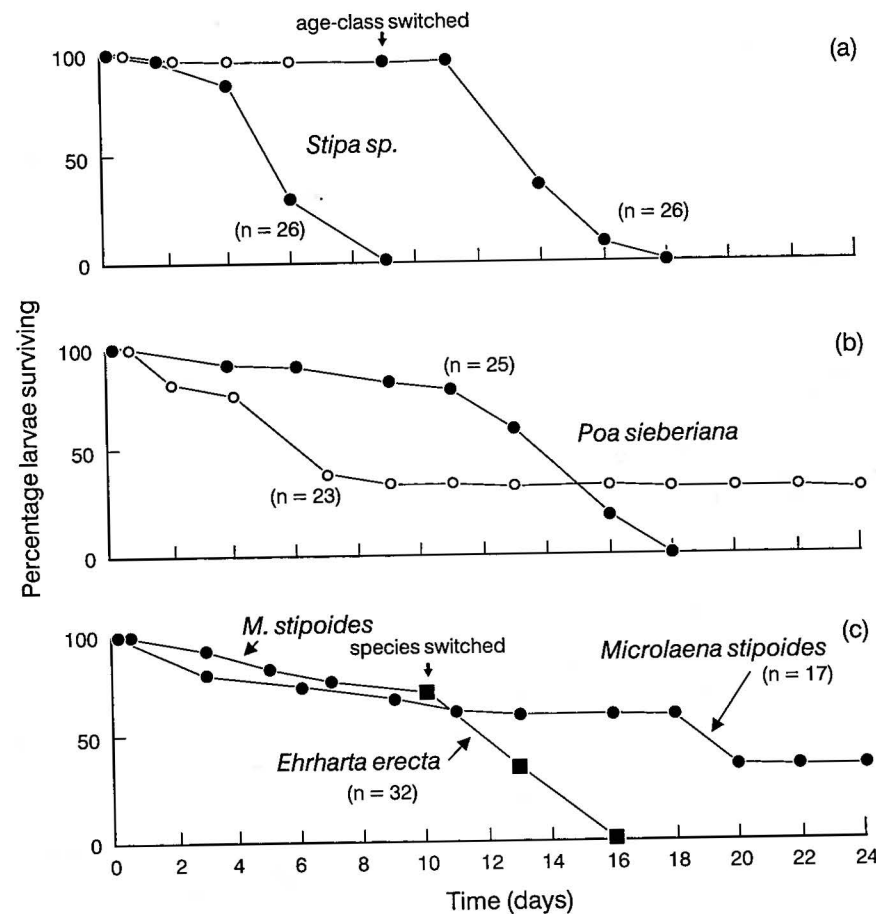 age-class switched
(a)
100
50
0
Stipa sp.
(n = 26)
(n = 26)
(b)
100
50
0
(n = 25)
Poa sieberiana
(n = 23)
Percentage larvae surviving
(c)
100
50
0
M. stipoides
species switched
Microlaena stipoides
(n = 17)
Ehrharta erecta
(n = 32)
0 2 4 6 8 10 12 14 16 18 20 22 24
Time (days)